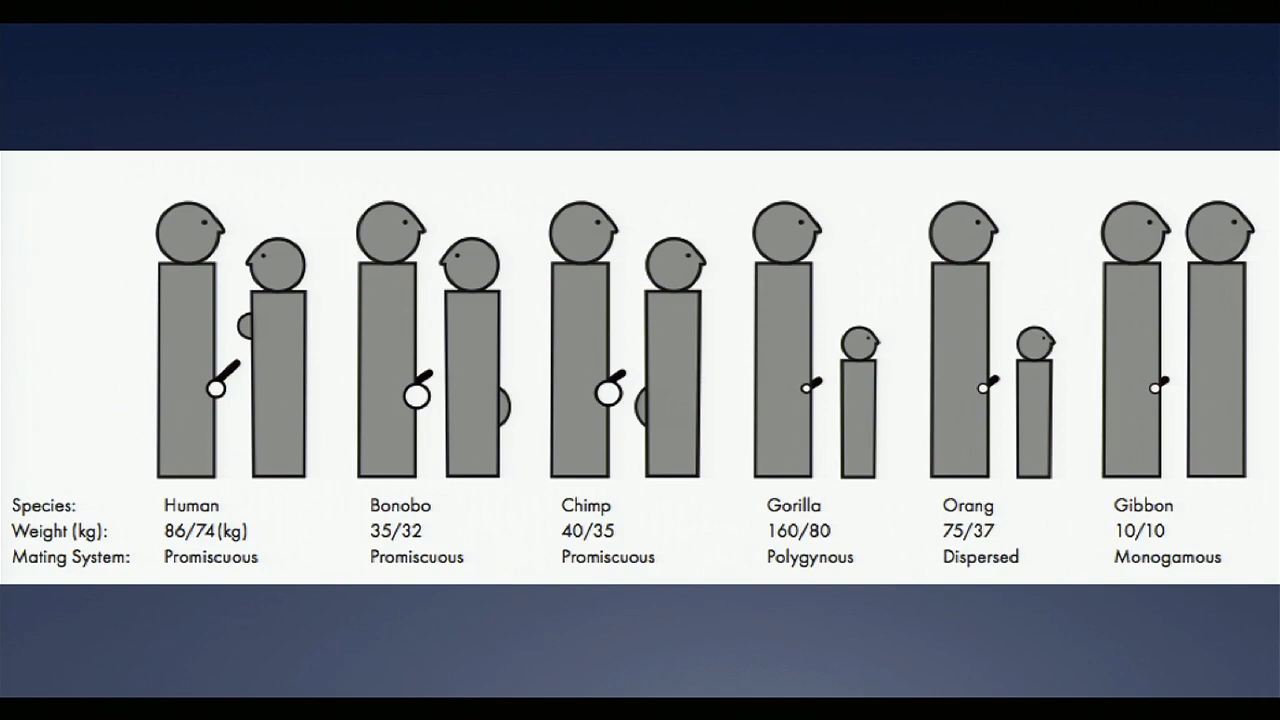 Species: Human Bonobo Chimp Gorilla Orang Gibbon
Weight (kg): 86/74(kg) 35/32 40/35 160/80 75/37 10/10
Mating System: Promiscuous Promiscuous Promiscuous Polygynous Dispersed Monogamous